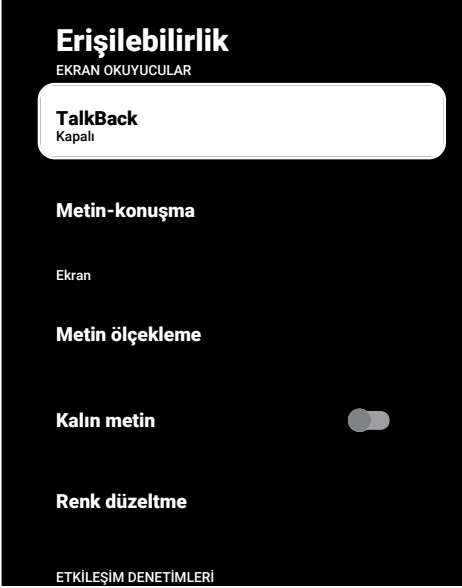 Erişilebilirlik
EKRAN OKUYUCULAR
TalkBack
Kapalı
Metin-konuşma
Ekran
Metin ölçekleme
Kalın metin
Renk düzeltme
ETKİLEŞİM DENETİMLERİ